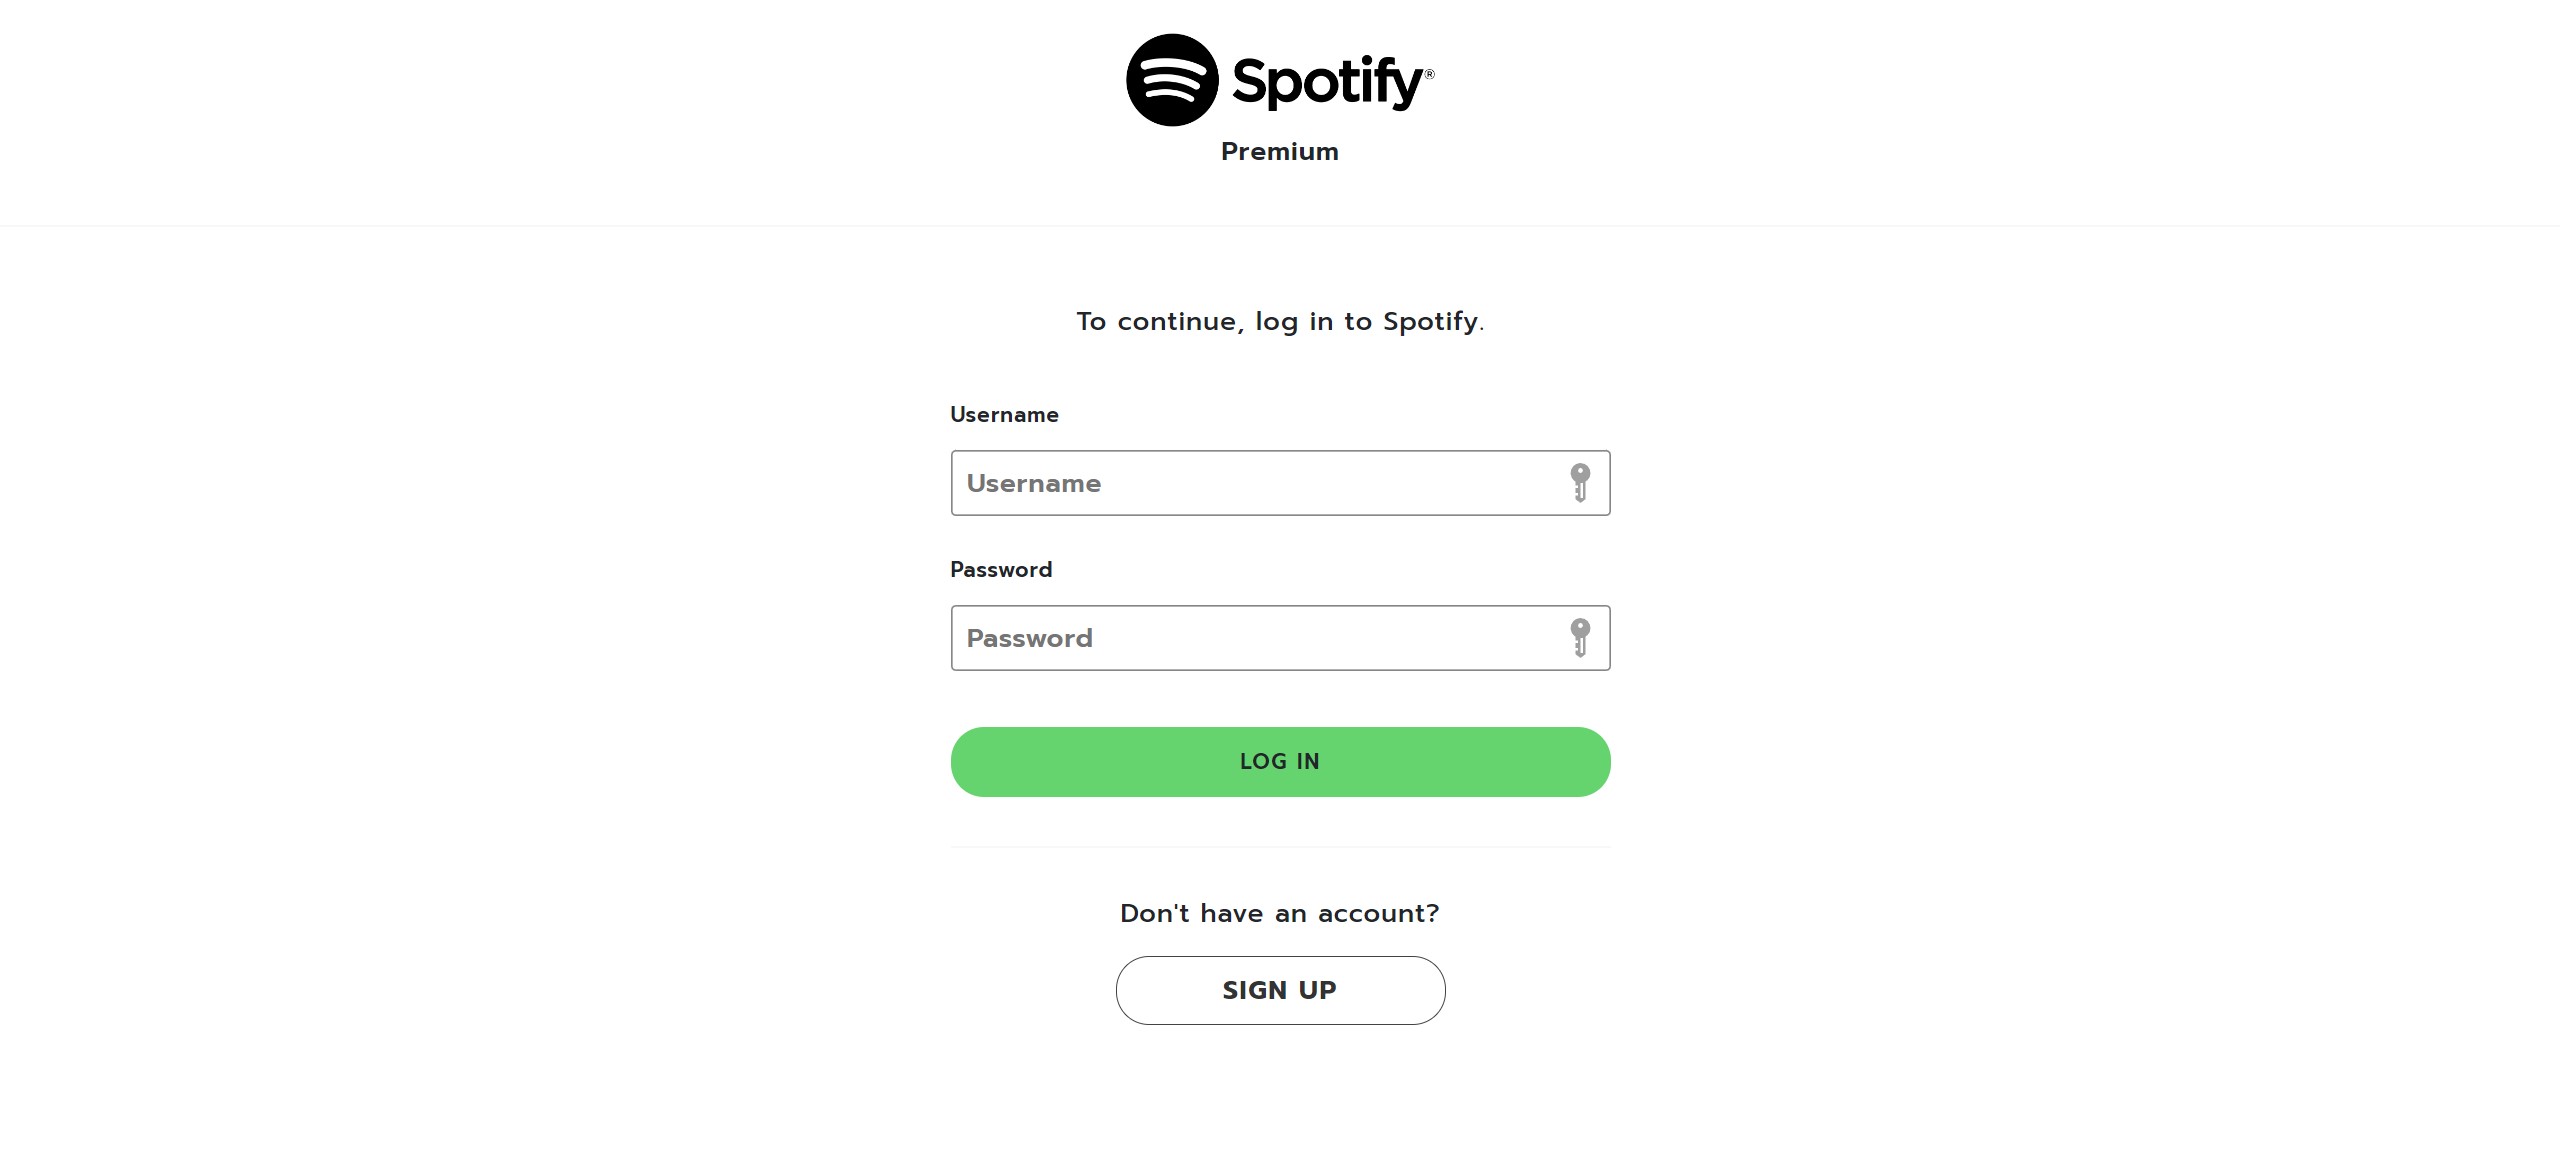 Spotify®
Premium
To continue, log in to Spotify.
Username
Username
Password
Password
LOG IN
Don't have an account?
SIGN UP